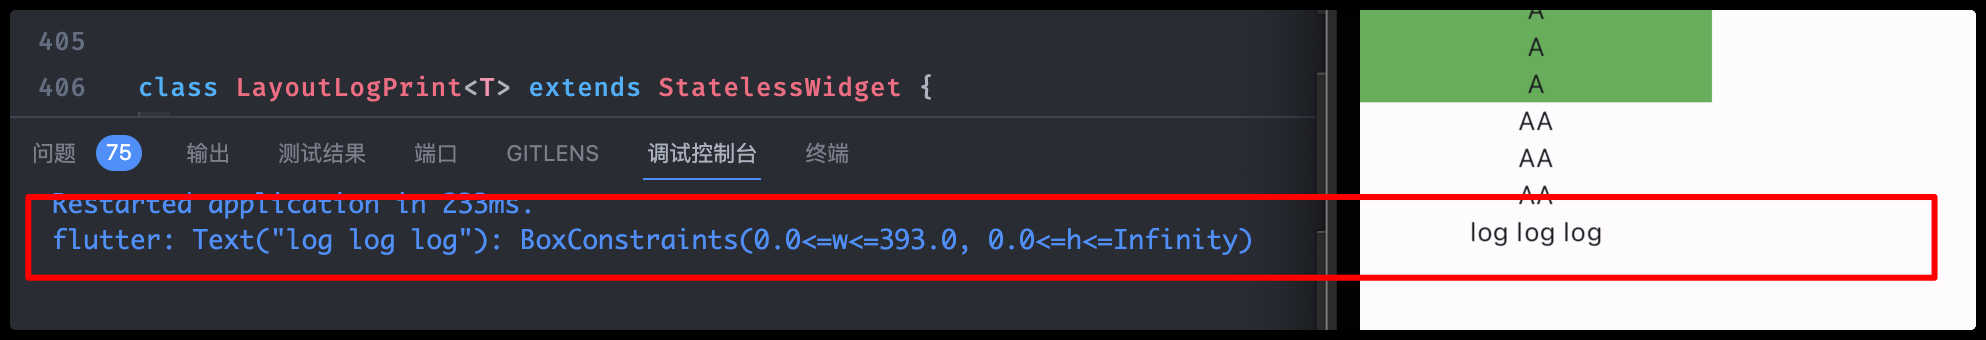 405
406 class LayoutLogPrint<T> extends StatelessWidget {
问题 75 输出 测试结果 端口 GITLENS 调试控制台 终端
Restarted application in 233ms.
flutter: Text("log log log"): BoxConstraints(0.0<=w<=393.0, 0.0<=h<=Infinity)
A
A
A
AA
AA
AA
log log log